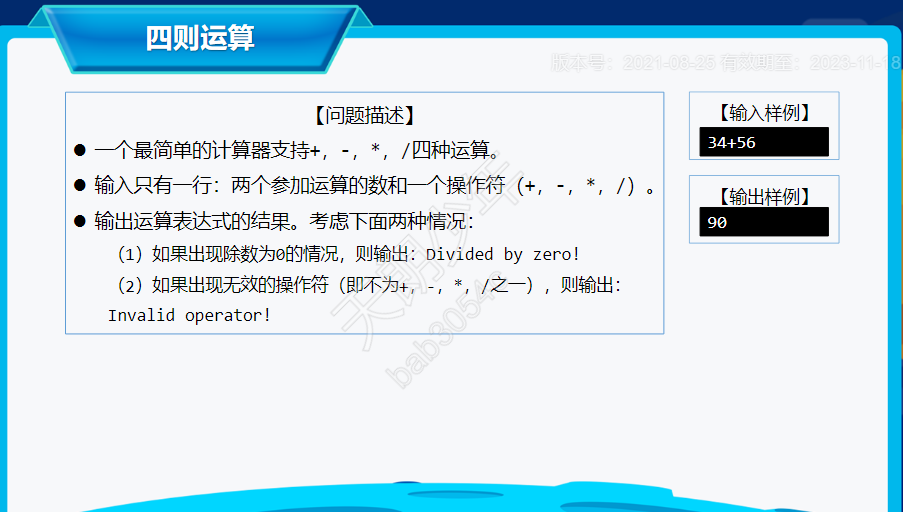 四则运算
版本号：2021-08-25 有效期至：2023-11-18
【问题描述】
● 一个最简单的计算器支持+，-，*，/四种运算。
● 输入只有一行：两个参加运算的数和一个操作符（+，-，*，/）。
● 输出运算表达式的结果。考虑下面两种情况：
（1）如果出现除数为0的情况，则输出：Divided by zero!
（2）如果出现无效的操作符（即不为+，-，*，/之一），则输出：
Invalid operator!
【输入样例】
34+56
【输出样例】
90
天朗少年